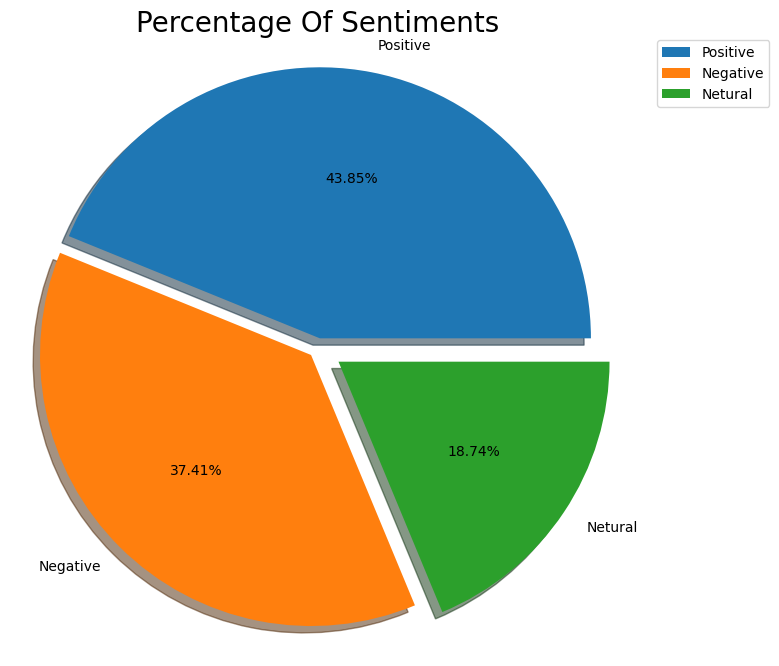 Percentage Of Sentiments
Positive
Positive
Negative
Netural
43.85%
37.41%
18.74%
Netural
Negative